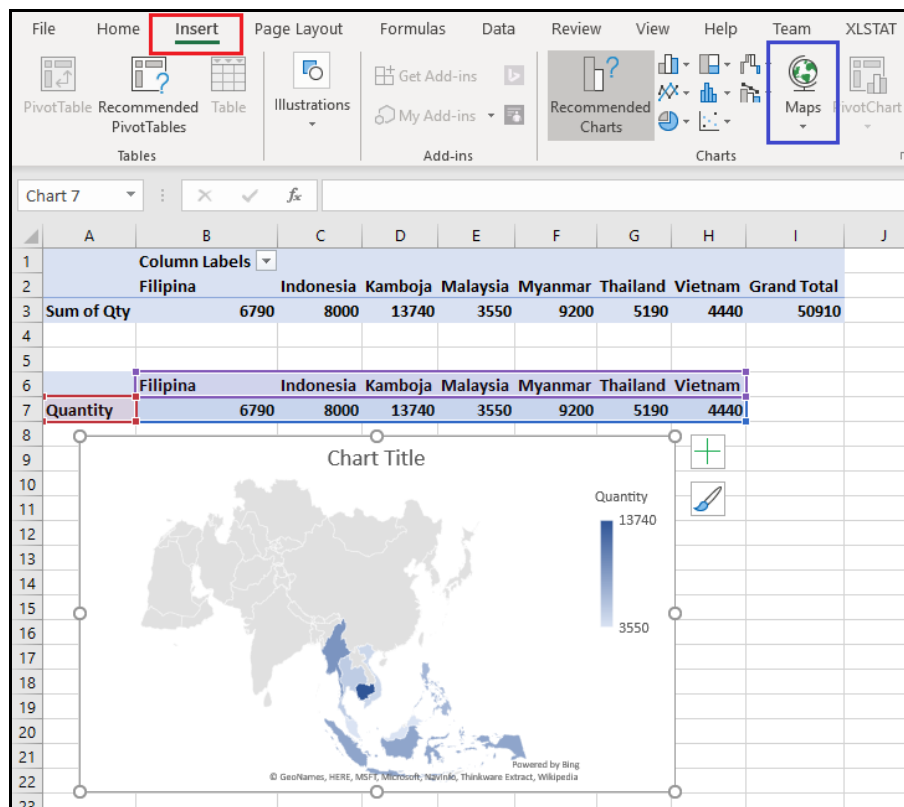 File Home Insert Page Layout Formulas Data Review View Help Team XLSTAT
PivotTable Recommended PivotTables Table
Illustrations
Get Add-ins
My Add-ins
Recommended Charts
Maps
PivotChart
Tables
Add-ins
Charts
Chart 7 fx
A B C D E F G H I J
1 Column Labels
2 Filipina Indonesia Kamboja Malaysia Myanmar Thailand Vietnam Grand Total
3 Sum of Qty 6790 8000 13740 3550 9200 5190 4440 50910
4
5
6 Filipina Indonesia Kamboja Malaysia Myanmar Thailand Vietnam
7 Quantity 6790 8000 13740 3550 9200 5190 4440
8
9
Chart Title
10
Quantity
11
13740
12
13
14
15
16
3550
17
18
19
20
21
Powered by Bing
22
© GeoNames, HERE, MSFT, Microsoft, NavInfo, Thinkware Extract, Wikipedia
23